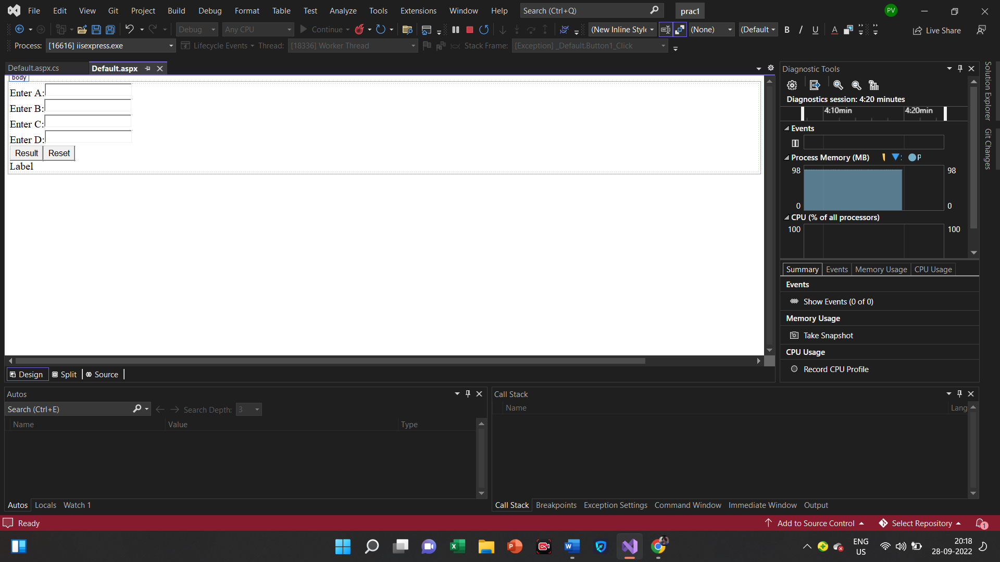 File Edit View Git Project Build Debug Format Table Test Analyze Tools Extensions Window Help Search (Ctrl+Q) prac1 PV
Debug Any CPU Continue (New Inline Style (None) (Default B / U A Live Share
Process: [16616] iisexpress.exe Lifecycle Events Thread: [18336] Worker Thread Stack Frame: [Exception] _Default.Button1_Click
Default.aspx.cs Default.aspx
body
Enter A:
Enter B:
Enter C:
Enter D:
Result Reset
Label
Design Split Source
Diagnostic Tools
Diagnostics session: 4:20 minutes
4:10min 4:20min
Events
Process Memory (MB) P
98 98
0 0
CPU (% of all processors)
100 100
Summary Events Memory Usage CPU Usage
Events
Show Events (0 of 0)
Memory Usage
Take Snapshot
CPU Usage
Record CPU Profile
Solution Explorer
Git Changes
Autos
Search (Ctrl+E) Search Depth: 3
Name Value Type
Autos Locals Watch 1
Call Stack
Name Lang
Call Stack Breakpoints Exception Settings Command Window Immediate Window Output
Ready Add to Source Control Select Repository 1
ENG
US
20:18
28-09-2022